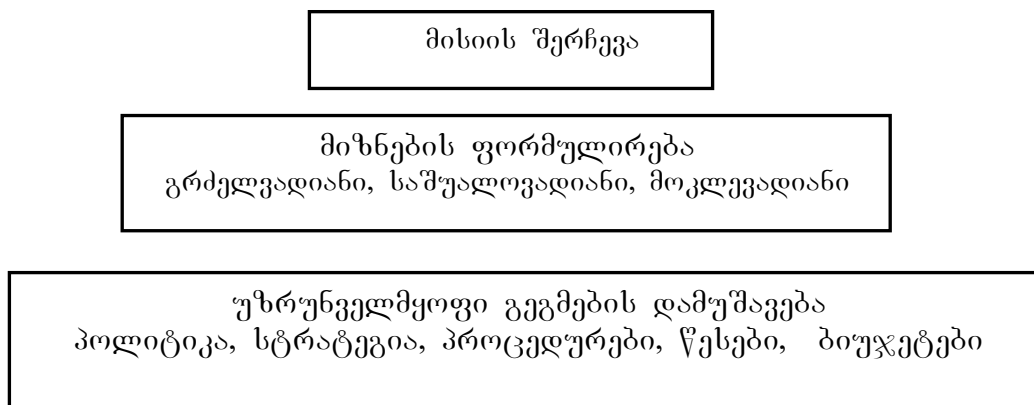 მისიის შერჩევა
მიზნების ფორმულირება
გრძელვადიანი, საშუალოვადიანი, მოკლევადიანი
უზრუნველმყოფი გეგმების დამუშავება
პოლიტიკა, სტრატეგია, პროცედურები, წესები, ბიუჯეტები